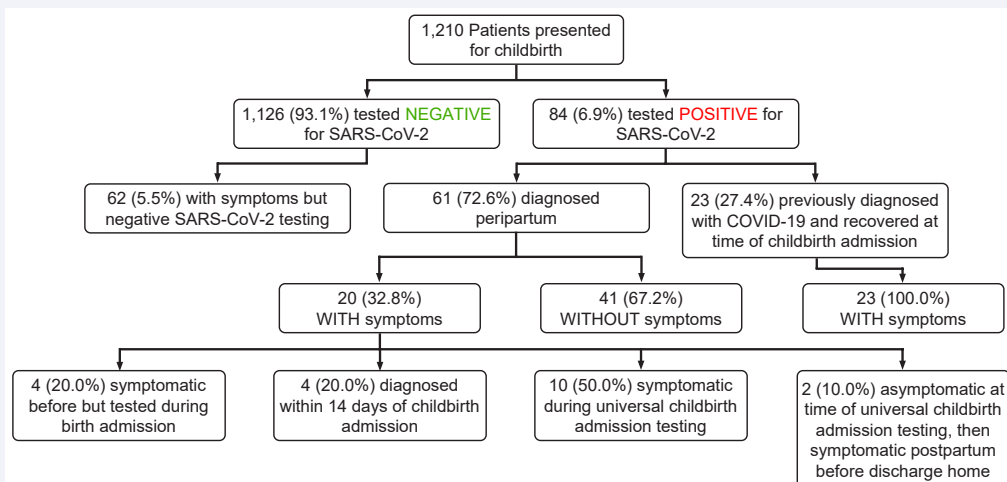 1,210 Patients presented
for childbirth
1,126 (93.1%) tested NEGATIVE
for SARS-CoV-2
84 (6.9%) tested POSITIVE for
SARS-CoV-2
62 (5.5%) with symptoms but
negative SARS-CoV-2 testing
61 (72.6%) diagnosed
peripartum
23 (27.4%) previously diagnosed
with COVID-19 and recovered at
time of childbirth admission
20 (32.8%)
WITH symptoms
41 (67.2%)
WITHOUT symptoms
23 (100.0%)
WITH symptoms
4 (20.0%) symptomatic
before but tested during
birth admission
4 (20.0%) diagnosed
within 14 days of childbirth
admission
10 (50.0%) symptomatic
during universal childbirth
admission testing
2 (10.0%) asymptomatic at
time of universal childbirth
admission testing, then
symptomatic postpartum
before discharge home